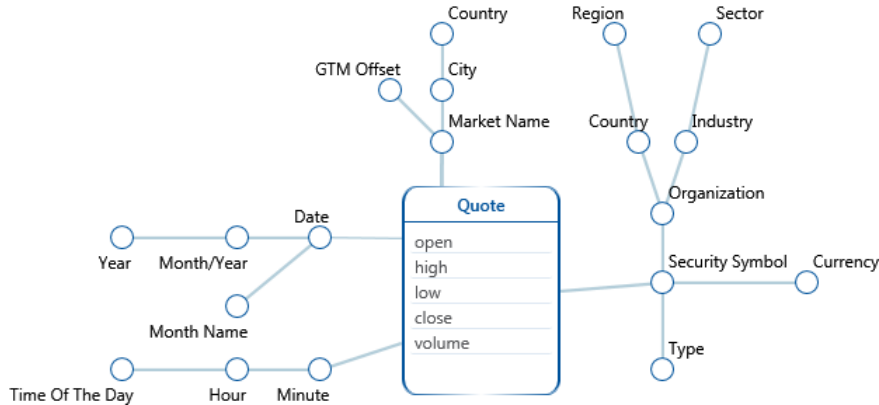 Country
Region
Sector
GTM Offset
City
Market Name
Country
Industry
Quote
Organization
Date
open
Year
Month/Year
high
Security Symbol
Currency
low
close
Month Name
volume
Type
Time Of The Day
Hour
Minute